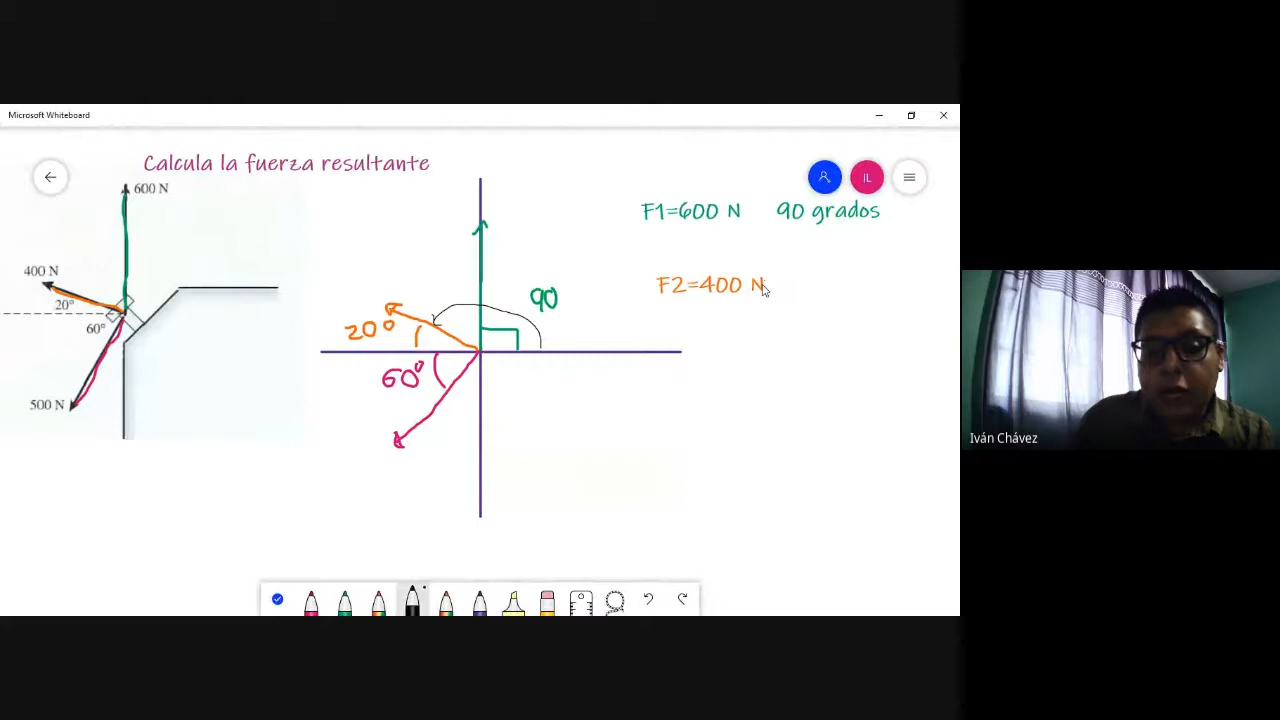 Microsoft Whiteboard
Calcula la fuerza resultante
IL
600 N
F1=600 N 90 grados
400 N
F2=400 N
20°
90
20°
60°
60°
500 N
Iván Chávez